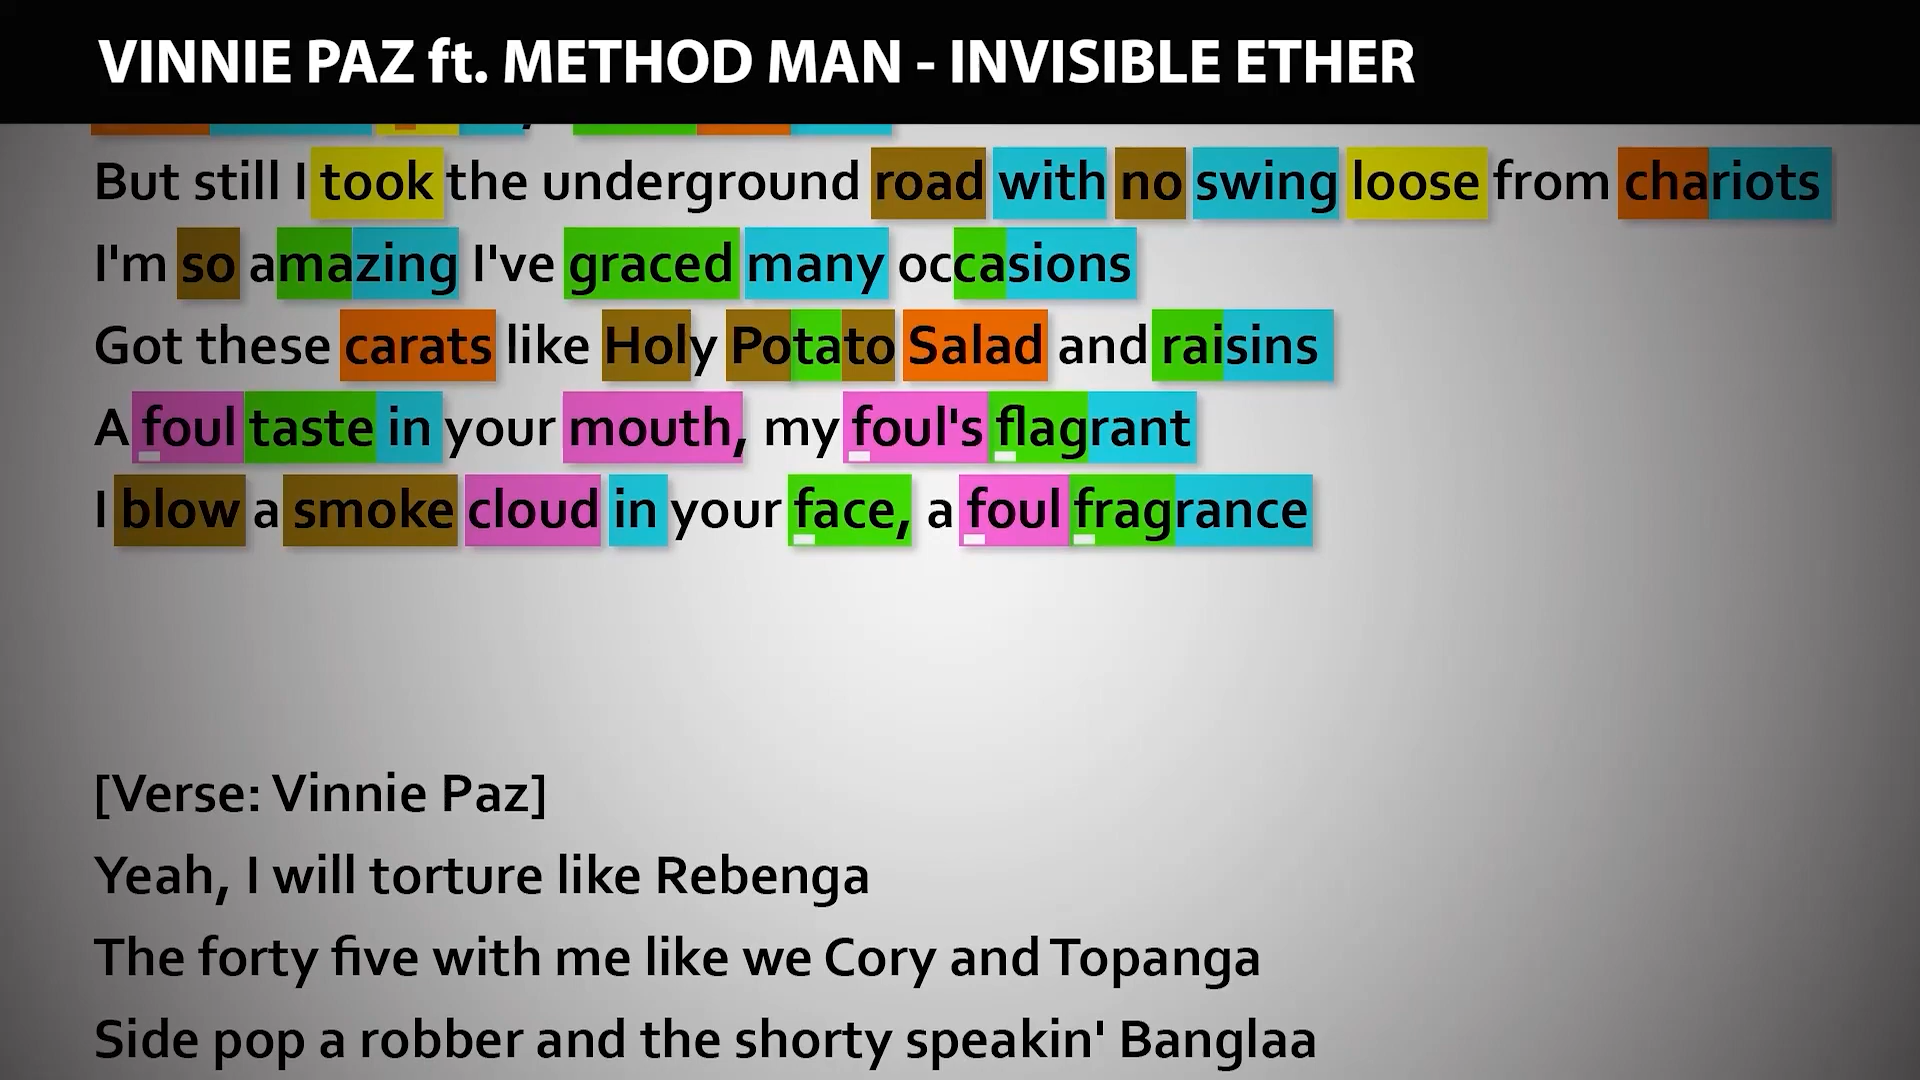 VINNIE PAZ ft. METHOD MAN - INVISIBLE ETHER
But still I took the underground road with no swing loose from chariots
I'm so amazing I've graced many occasions
Got these carats like Holy Potato Salad and raisins
A foul taste in your mouth, my foul's flagrant
I blow a smoke cloud in your face, a foul fragrance
[Verse: Vinnie Paz]
Yeah, I will torture like Rebenga
The forty five with me like we Cory and Topanga
Side pop a robber and the shorty speakin' Banglaa